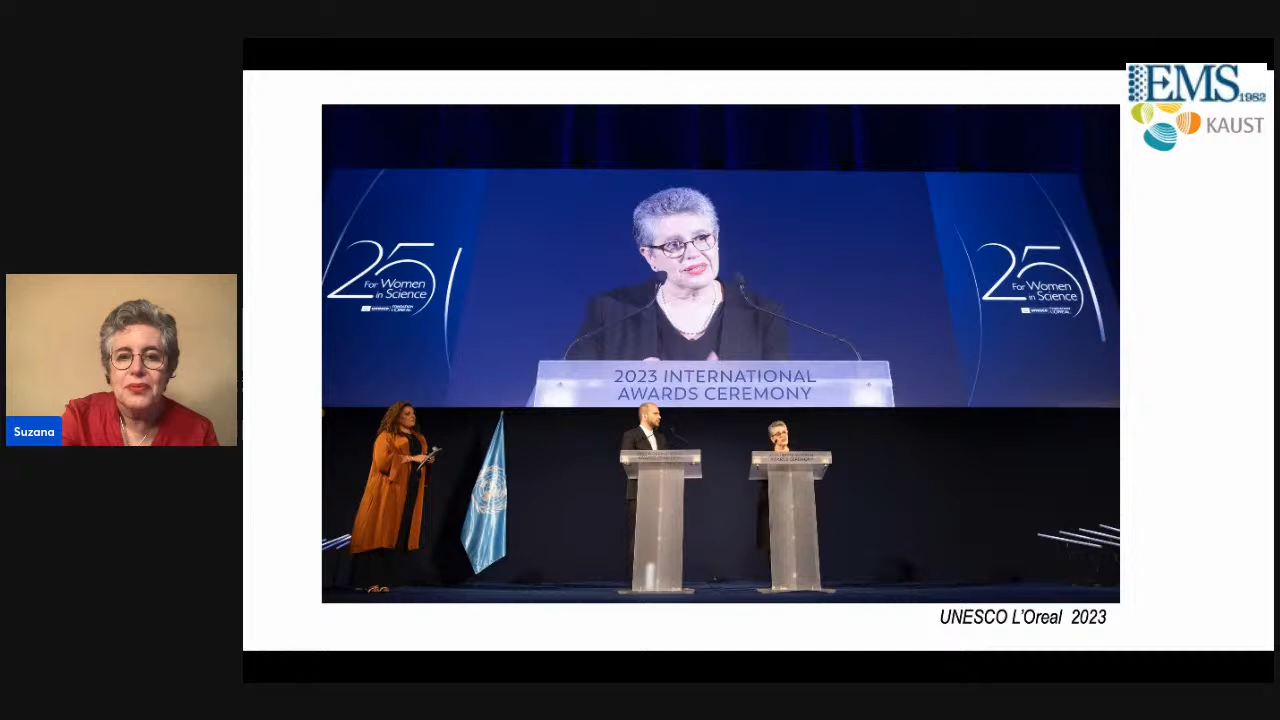 EMS 1982
KAUST
25
For Women
in Science
25
For Women
in Science
2023 INTERNATIONAL
AWARDS CEREMONY
Suzana
UNESCO L'Oreal 2023